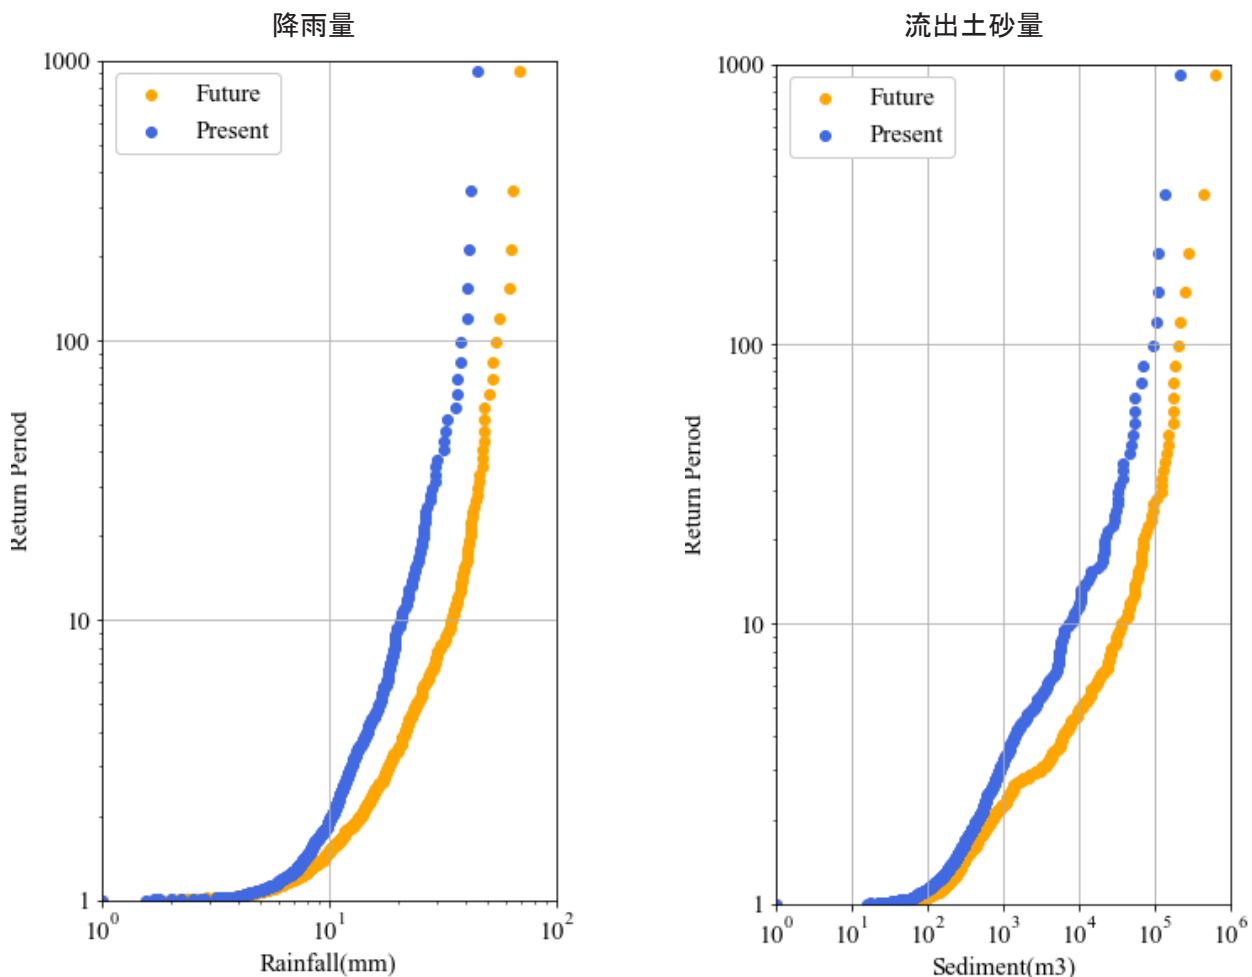 降雨量
1000
100
10
1
Return Period
Future
Present
10^0
10^1
10^2
Rainfall(mm)
流出土砂量
1000
100
10
1
Return Period
Future
Present
10^0
10^1
10^2
10^3
10^4
10^5
10^6
Sediment(m3)